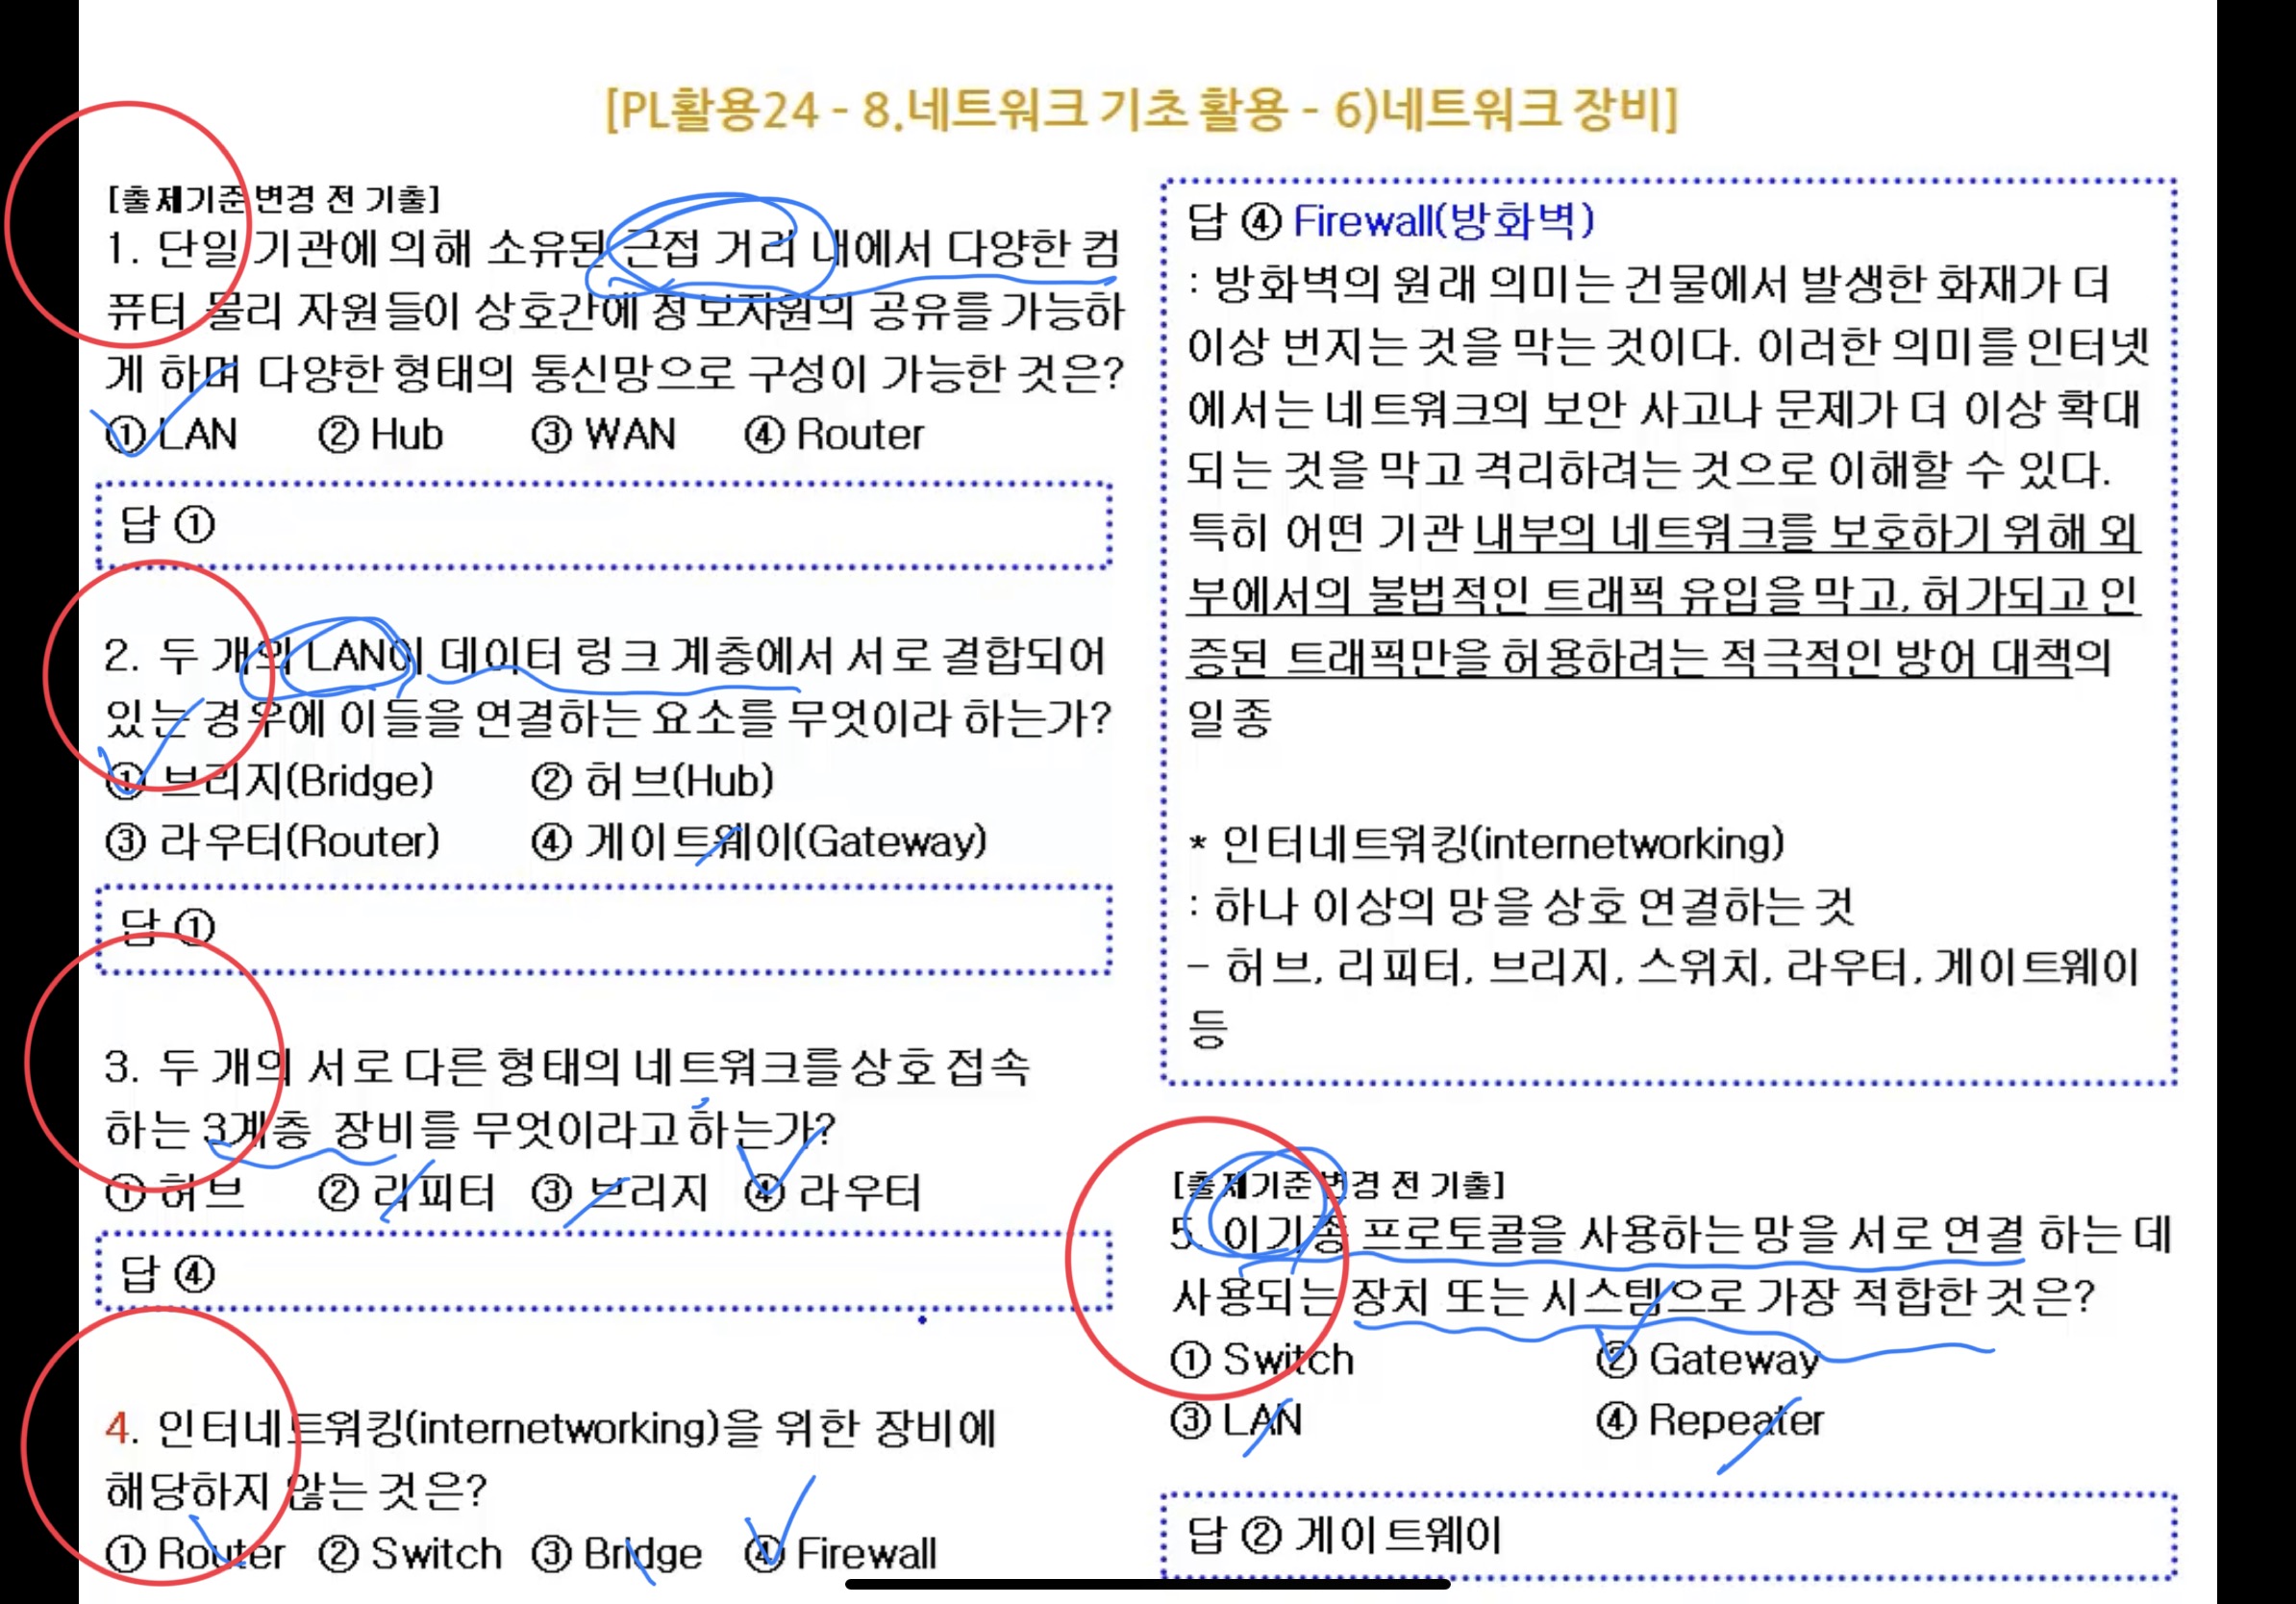 [PL활용24 - 8.네트워크 기초 활용 - 6)네트워크 장비]
[출제기준 변경 전 기출]
1. 단일 기관에 의해 소유된 근접 거리 내에서 다양한 컴
퓨터 물리 자원들이 상호간에 정보자원의 공유를 가능하
게 하며 다양한 형태의 통신망으로 구성이 가능한 것은?
① LAN ② Hub ③ WAN ④ Router
답 ①
2. 두 개의 LAN이 데이터 링크 계층에서 서로 결합되어
있는 경우에 이들을 연결하는 요소를 무엇이라 하는가?
① 브리지(Bridge) ② 허브(Hub)
③ 라우터(Router) ④ 게이트웨이(Gateway)
답 ①
3. 두 개의 서로 다른 형태의 네트워크를 상호 접속
하는 3계층 장비를 무엇이라고 하는가?
① 허브 ② 리피터 ③ 브리지 ④ 라우터
답 ④
4. 인터네트워킹(internetworking)을 위한 장비에
해당하지 않는 것은?
① Router ② Switch ③ Bridge ④ Firewall
답 ④ Firewall(방화벽)
: 방화벽의 원래 의미는 건물에서 발생한 화재가 더
이상 번지는 것을 막는 것이다. 이러한 의미를 인터넷
에서는 네트워크의 보안 사고나 문제가 더 이상 확대
되는 것을 막고 격리하려는 것으로 이해할 수 있다.
특히 어떤 기관 내부의 네트워크를 보호하기 위해 외
부에서의 불법적인 트래픽 유입을 막고, 허가되고 인
증된 트래픽만을 허용하려는 적극적인 방어 대책의
일종
* 인터네트워킹(internetworking)
: 하나 이상의 망을 상호 연결하는 것
- 허브, 리피터, 브리지, 스위치, 라우터, 게이트웨이
등
[출제기준 변경 전 기출]
5. 이기종 프로토콜을 사용하는 망을 서로 연결 하는 데
사용되는 장치 또는 시스템으로 가장 적합한 것은?
① Switch ② Gateway
③ LAN ④ Repeater
답 ② 게이트웨이